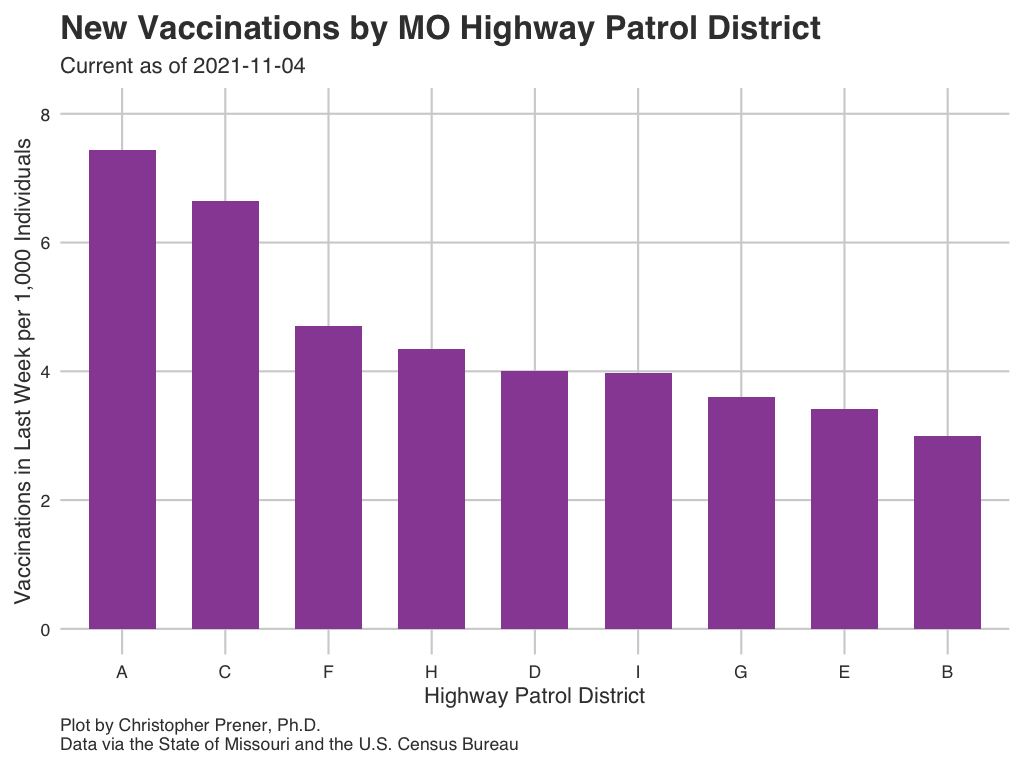 New Vaccinations by MO Highway Patrol District
Current as of 2021-11-04
Vaccinations in Last Week per 1,000 Individuals
8
6
4
2
0
A C F H D I G E B
Highway Patrol District
Plot by Christopher Prener, Ph.D.
Data via the State of Missouri and the U.S. Census Bureau